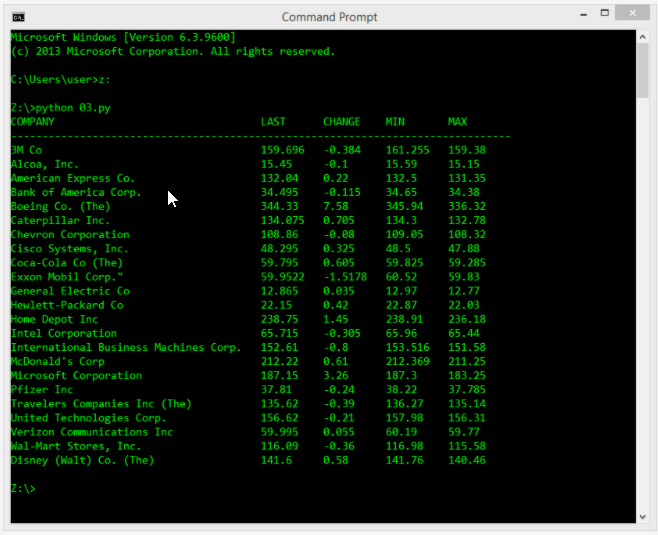 Command Prompt
Microsoft Windows [Version 6.3.9600]
(c) 2013 Microsoft Corporation. All rights reserved.
C:\Users\user>z:
Z:\>python 03.py
COMPANY LAST CHANGE MIN MAX
--------------------------------------------------------------------------------
3M Co 159.696 -0.384 161.255 159.38
Alcoa, Inc. 15.45 -0.1 15.59 15.15
American Express Co. 132.04 0.22 132.5 131.35
Bank of America Corp. 34.495 -0.115 34.65 34.38
Boeing Co. (The) 344.33 7.58 345.94 336.32
Caterpillar Inc. 134.075 0.705 134.3 132.78
Chevron Corporation 108.86 -0.08 109.05 108.32
Cisco Systems, Inc. 48.295 0.325 48.5 47.88
Coca-Cola Co (The) 59.795 0.605 59.825 59.285
Exxon Mobil Corp." 59.9522 -1.5178 60.52 59.83
General Electric Co 12.865 0.035 12.97 12.77
Hewlett-Packard Co 22.15 0.42 22.87 22.03
Home Depot Inc 238.75 1.45 238.91 236.18
Intel Corporation 65.715 -0.305 65.96 65.44
International Business Machines Corp. 152.61 -0.8 153.516 151.58
McDonald's Corp 212.22 0.61 212.369 211.25
Microsoft Corporation 187.15 3.26 187.3 183.25
Pfizer Inc 37.81 -0.24 38.22 37.785
Travelers Companies Inc (The) 135.62 -0.39 136.27 135.14
United Technologies Corp. 156.62 -0.21 157.98 156.31
Verizon Communications Inc 59.995 0.055 60.19 59.77
Wal-Mart Stores, Inc. 116.09 -0.36 116.98 115.58
Disney (Walt) Co. (The) 141.6 0.58 141.76 140.46
Z:\>